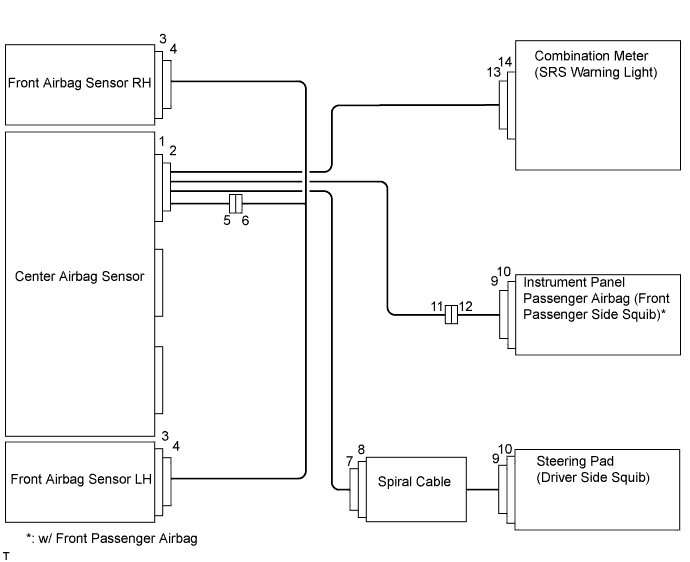 3
4
Front Airbag Sensor RH
1
2
5 6
Center Airbag Sensor
3
4
Front Airbag Sensor LH
14
13
Combination Meter
(SRS Warning Light)
10
9
11 12
Instrument Panel
Passenger Airbag (Front
Passenger Side Squib)*
8
7
Spiral Cable
10
9
Steering Pad
(Driver Side Squib)
*: w/ Front Passenger Airbag
T